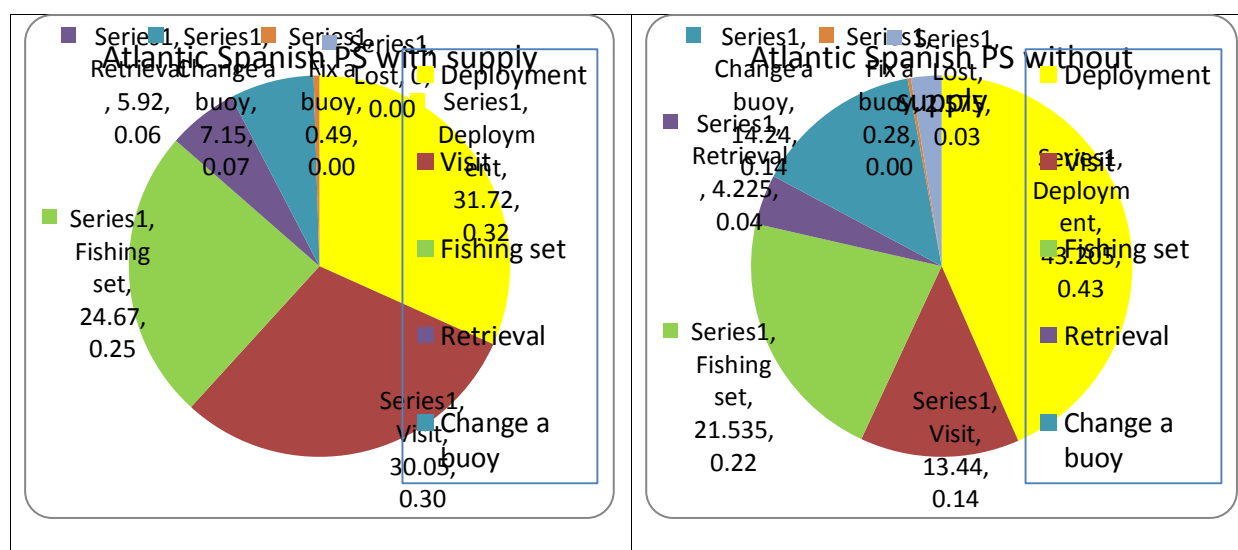 Atlantic Spanish PS with supply
Series1,
Retrieval
, 5.92,
0.06
Series1,
Change a
buoy,
7.15,
0.07
Series1,
Fix a
buoy,
0.49,
0.00
Series1,
Lost, 0,
0.00
Series1,
Deploym
ent,
31.72,
0.32
Series1,
Fishing
set,
24.67,
0.25
Series1,
Visit,
30.05,
0.30
Deployment
Visit
Fishing set
Retrieval
Change a
buoy
Atlantic Spanish PS without
supply
Series1,
Change a
buoy,
14.24,
0.14
Series1,
Fix a
buoy,
0.28,
0.00
Series1,
Lost,
2.575,
0.03
Series1,
Retrieval
, 4.225,
0.04
Series1,
Deploym
ent,
43.205,
0.43
Series1,
Fishing
set,
21.535,
0.22
Series1,
Visit,
13.44,
0.14
Deployment
Visit
Fishing set
Retrieval
Change a
buoy